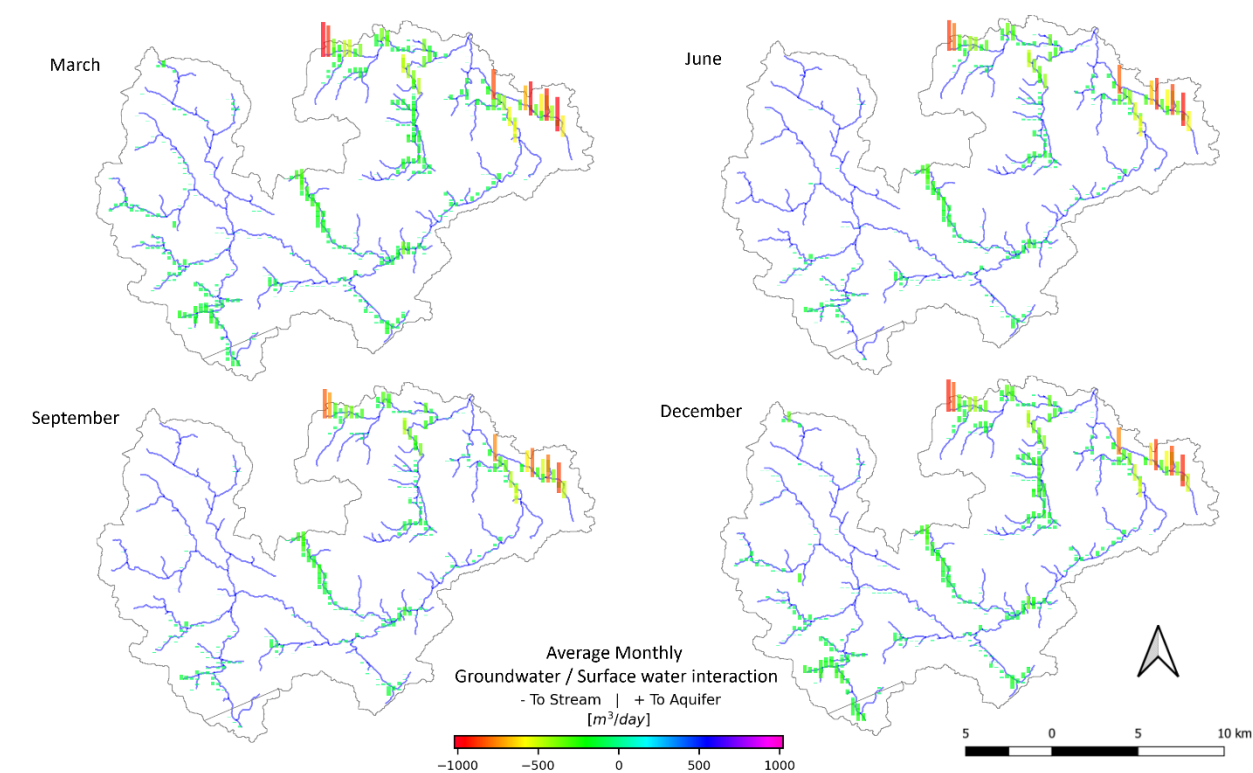 March
June
September
December
Average Monthly
Groundwater / Surface water interaction
- To Stream | + To Aquifer
[m³/day]
−1000 −500 0 500 1000
5 0 5 10 km